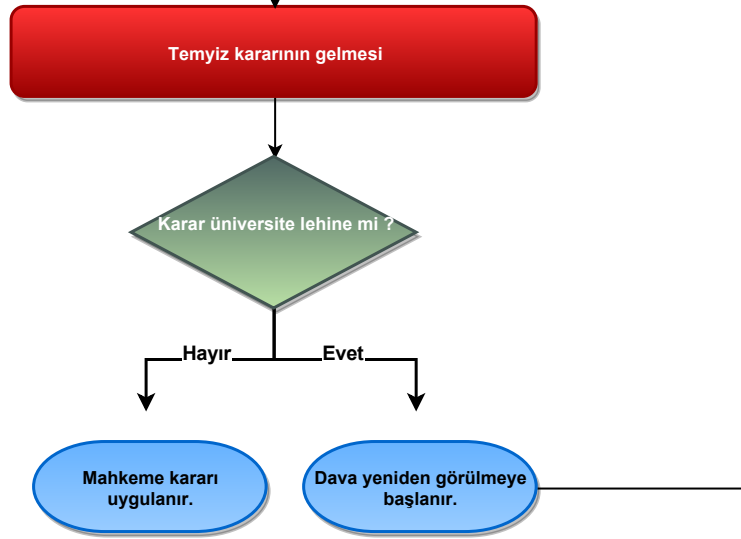 Temyiz kararının gelmesi
Karar üniversite lehine mi ?
Hayır
Evet
Mahkeme kararı
uygulanır.
Dava yeniden görülmeye
başlanır.